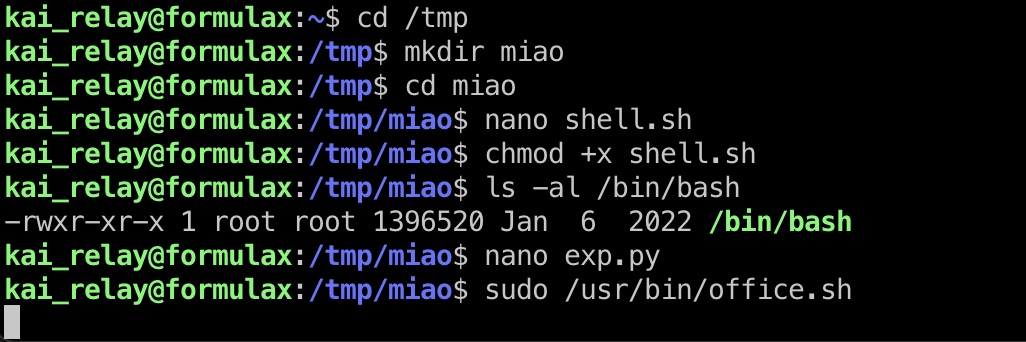 kai_relay@formulax:~$ cd /tmp
kai_relay@formulax:/tmp$ mkdir miao
kai_relay@formulax:/tmp$ cd miao
kai_relay@formulax:/tmp/miao$ nano shell.sh
kai_relay@formulax:/tmp/miao$ chmod +x shell.sh
kai_relay@formulax:/tmp/miao$ ls -al /bin/bash
-rwxr-xr-x 1 root root 1396520 Jan  6  2022 /bin/bash
kai_relay@formulax:/tmp/miao$ nano exp.py
kai_relay@formulax:/tmp/miao$ sudo /usr/bin/office.sh